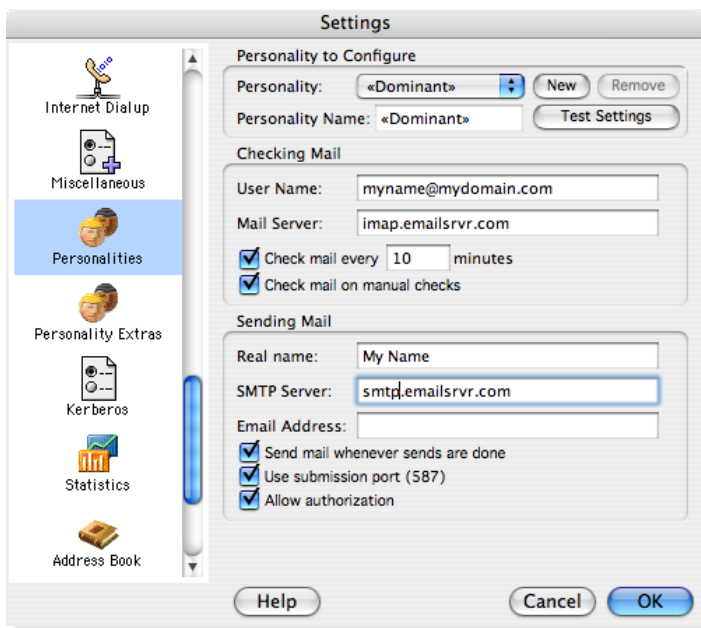 Settings
Internet Dialup
Miscellaneous
Personalities
Personality Extras
Kerberos
Statistics
Address Book
Personality to Configure
Personality: «Dominant» New Remove
Personality Name: «Dominant» Test Settings
Checking Mail
User Name: myname@mydomain.com
Mail Server: imap.emailsrvr.com
Check mail every 10 minutes
Check mail on manual checks
Sending Mail
Real name: My Name
SMTP Server: smtp.emailsrvr.com
Email Address:
Send mail whenever sends are done
Use submission port (587)
Allow authorization
Help Cancel OK